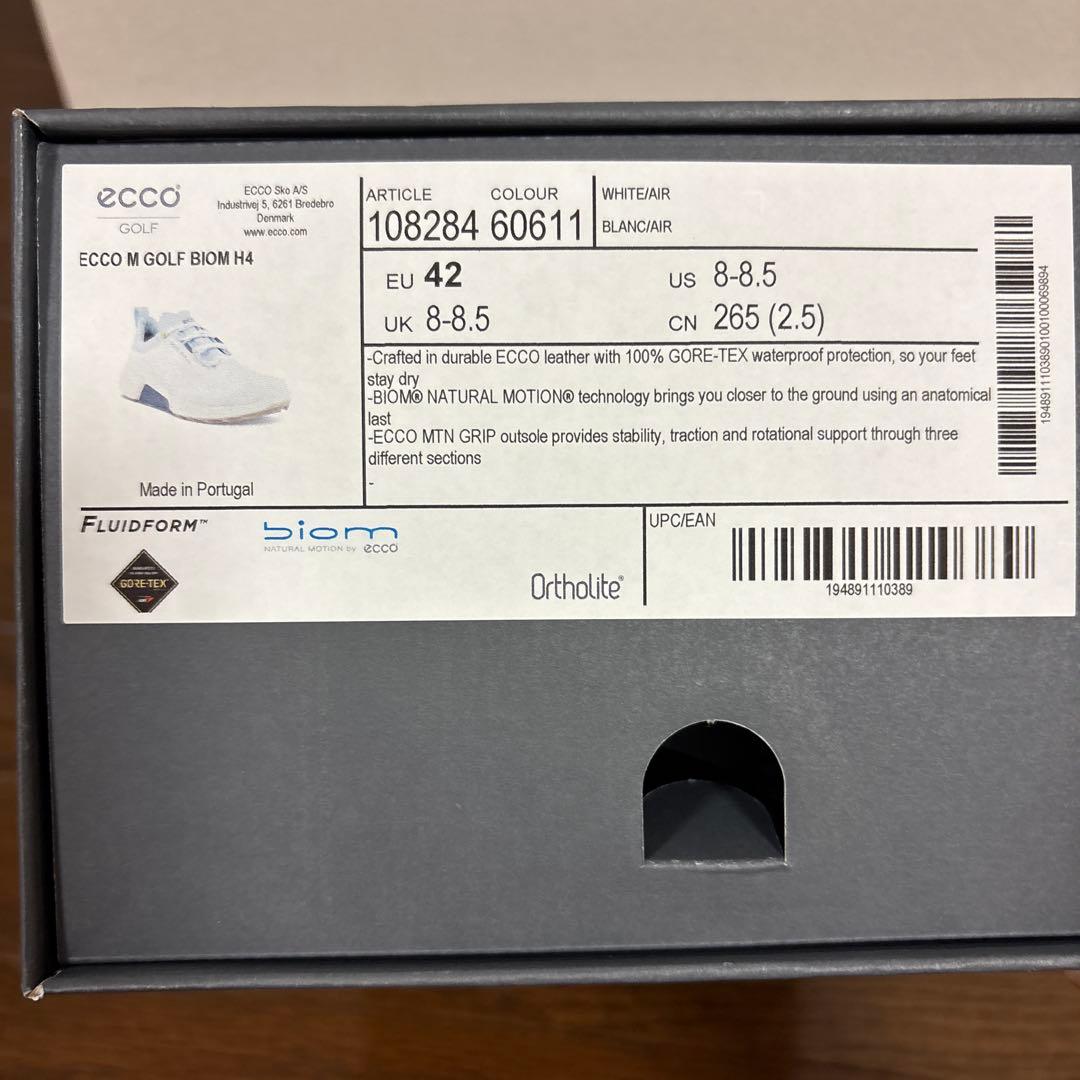 ecco
GOLF
ECCO Sko A/S
Industrivej 5, 6261 Bredebro
Denmark
www.ecco.com
ECCO M GOLF BIOM H4
Made in Portugal
ARTICLE COLOUR
108284 60611
WHITE/AIR
BLANC/AIR
EU 42 US 8-8.5
UK 8-8.5 CN 265 (2.5)
-Crafted in durable ECCO leather with 100% GORE-TEX waterproof protection, so your feet
stay dry
-BIOM® NATURAL MOTION® technology brings you closer to the ground using an anatomical
last
-ECCO MTN GRIP outsole provides stability, traction and rotational support through three
different sections
-
1948911103890100100069894
FLUIDFORM™
biom
NATURAL MOTION BY ecco
GORE-TEX
Ortholite®
UPC/EAN
194891110389